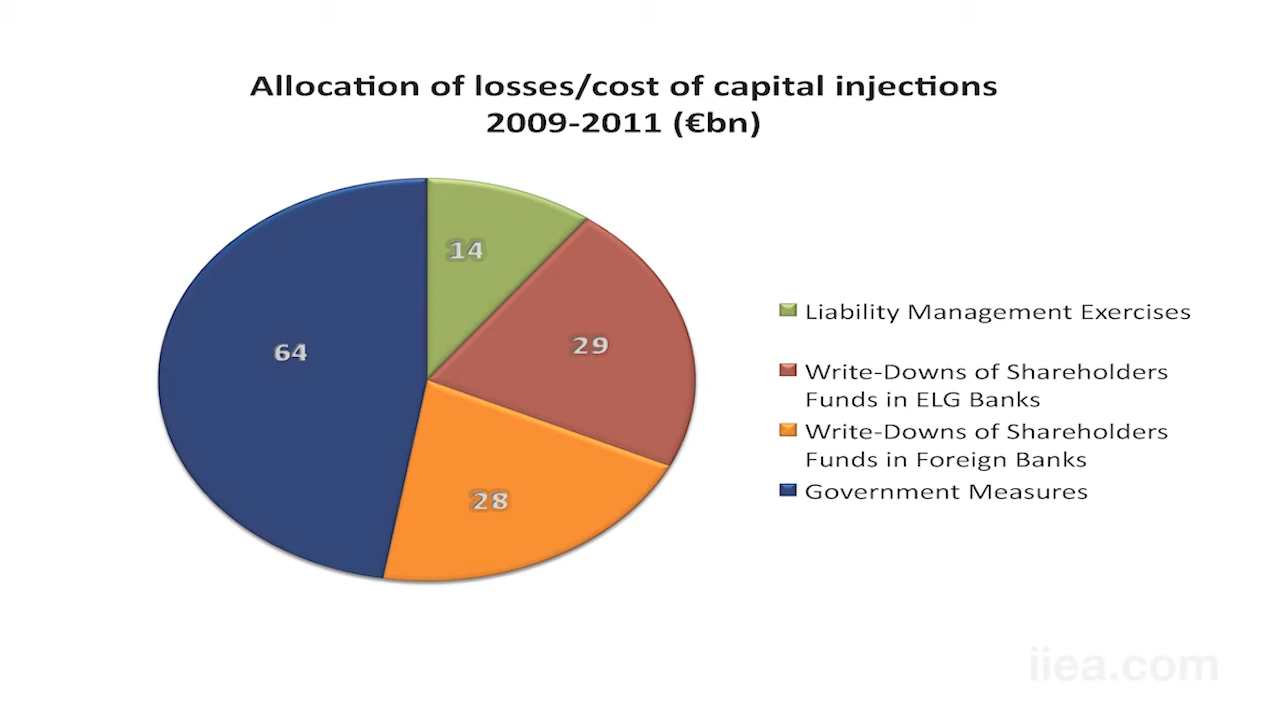 Allocation of losses/cost of capital injections
2009-2011 (€bn)
14
29
64
28
Liability Management Exercises
Write-Downs of Shareholders
Funds in ELG Banks
Write-Downs of Shareholders
Funds in Foreign Banks
Government Measures
iiea.com